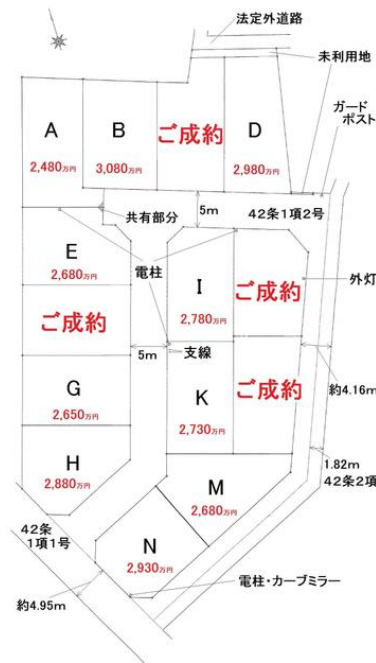 法定外道路
未利用地
ガード
ポスト
A
2,480万円
B
3,080万円
ご成約
D
2,980万円
共有部分
5m
42条1項2号
E
2,680万円
電柱
I
2,780万円
ご成約
外灯
ご成約
5m
支線
約4.16m
G
2,650万円
K
2,730万円
ご成約
H
2,880万円
M
2,680万円
1.82m
42条2項
42条
1項1号
N
2,930万円
約4.95m
電柱・カーブミラー